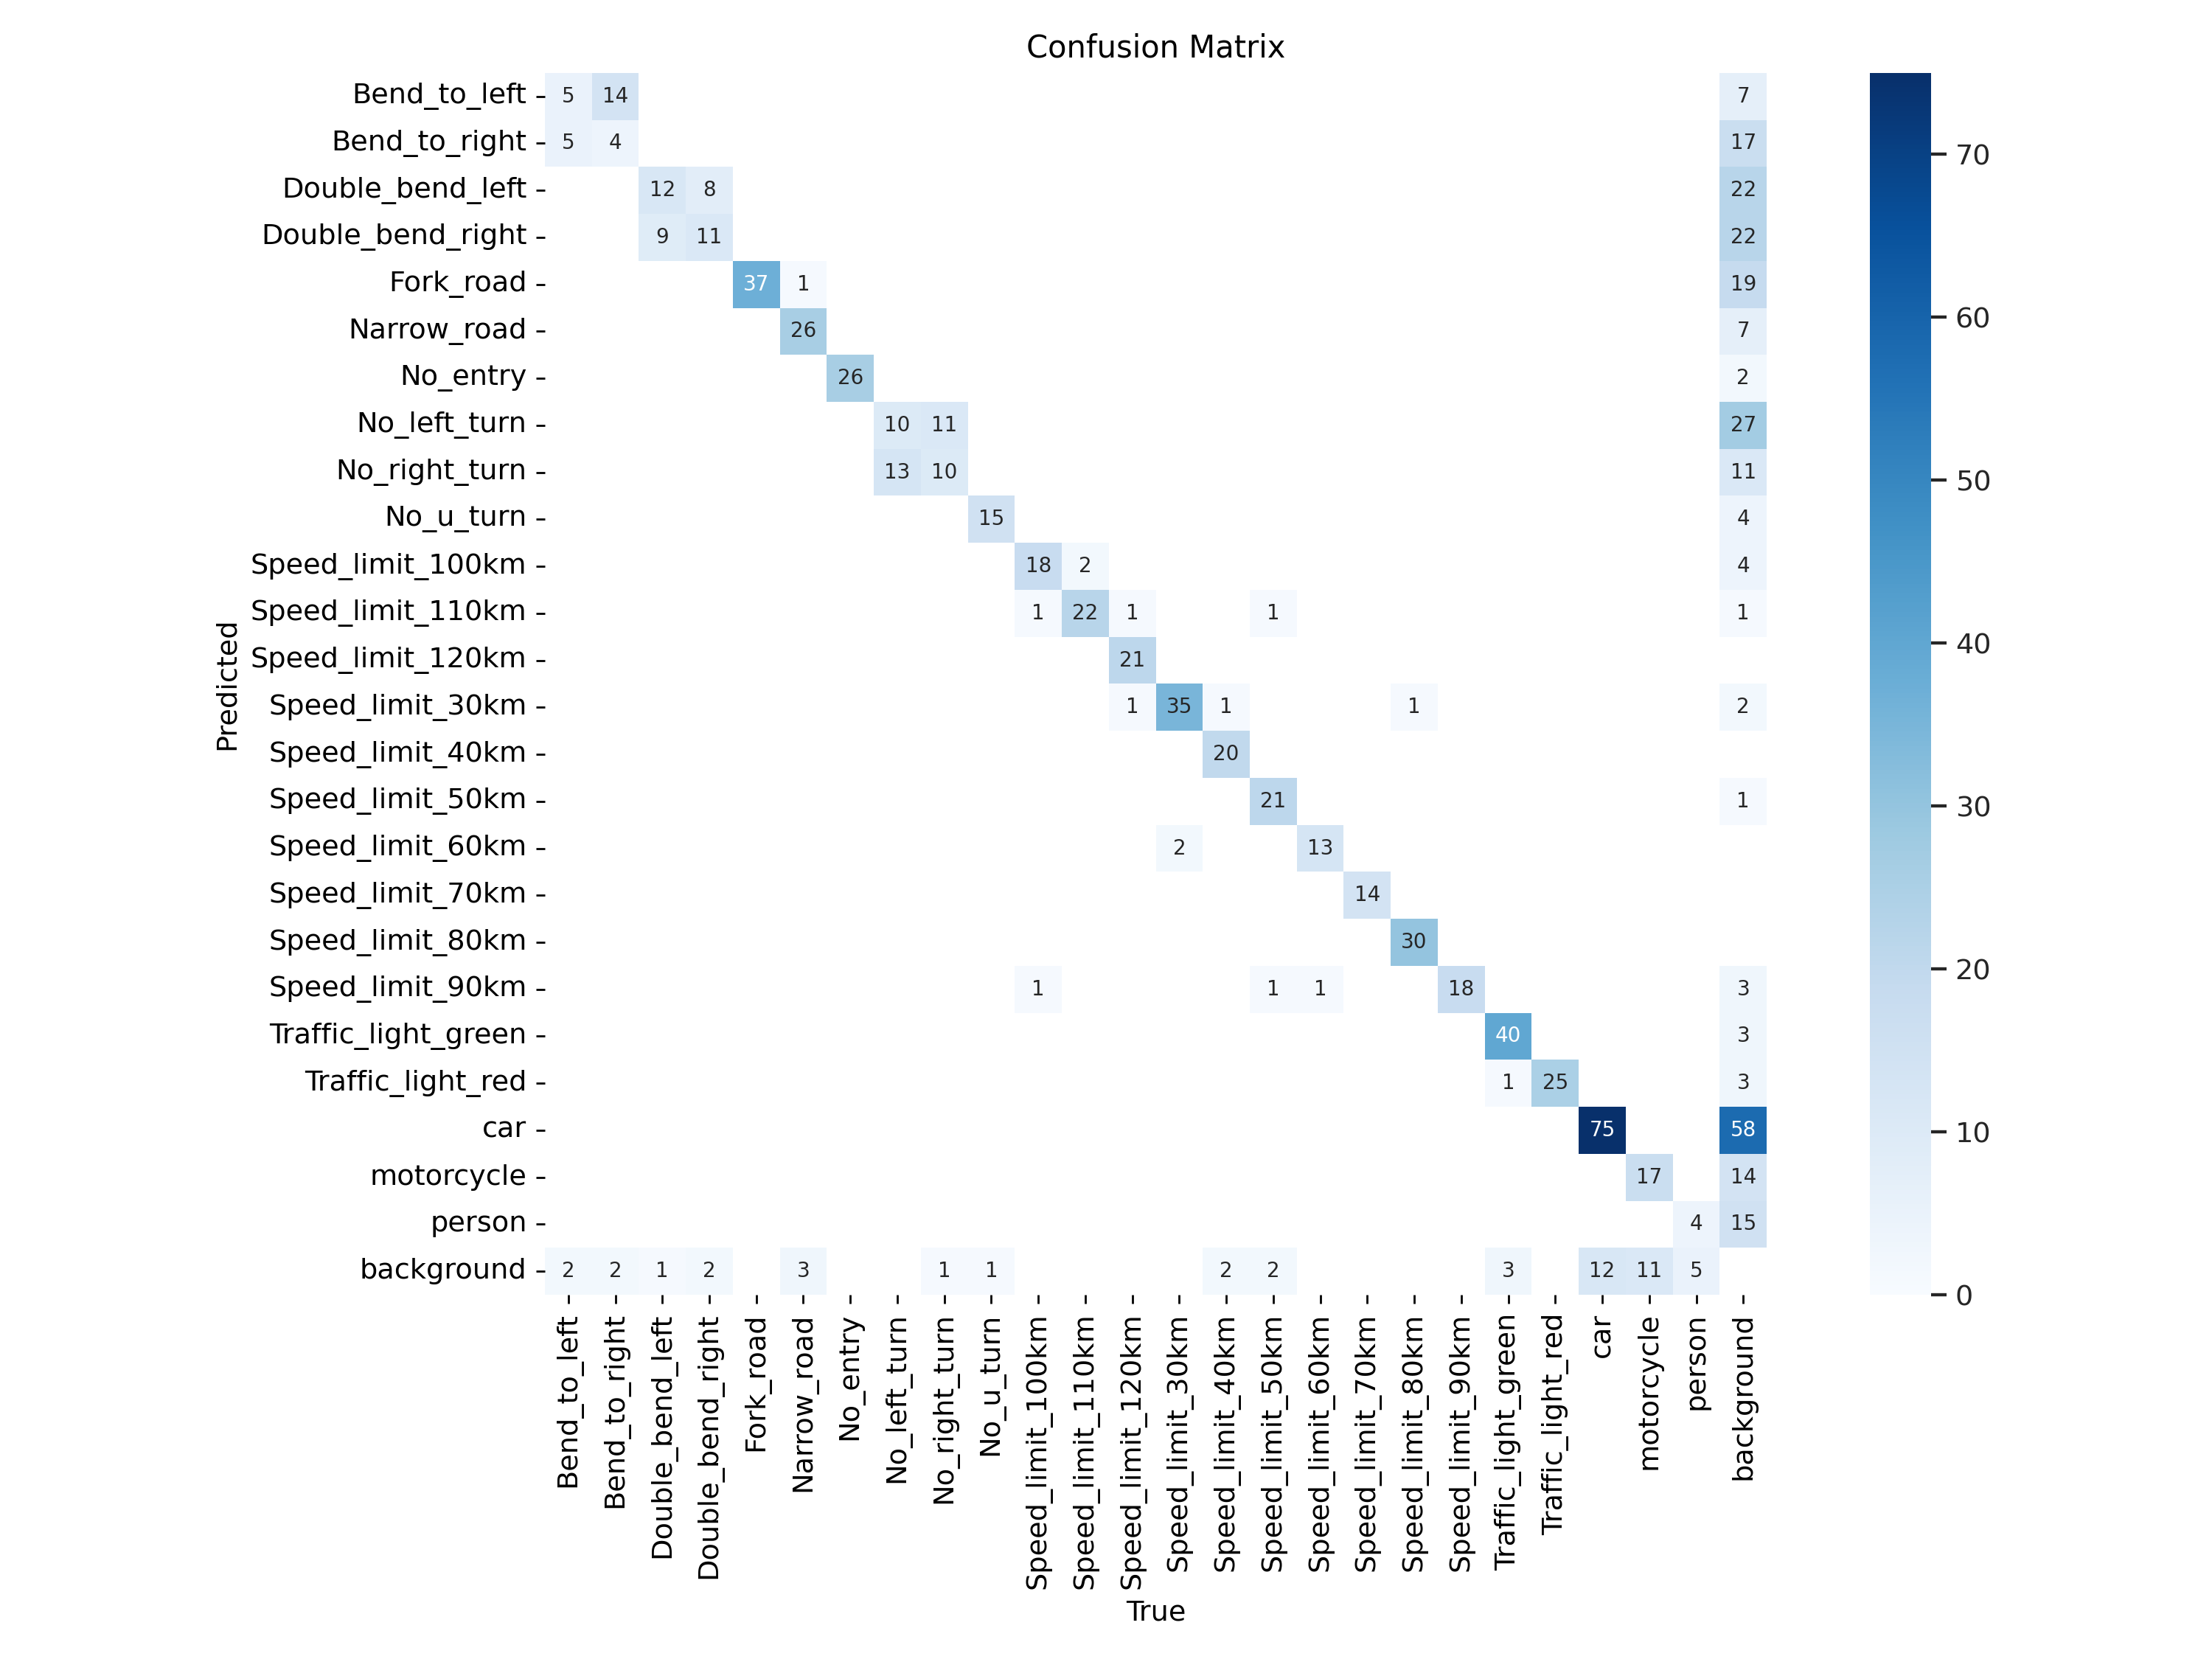 Confusion Matrix
Bend_to_left 5 14 7
Bend_to_right 5 4 17
Double_bend_left 12 8 22
Double_bend_right 9 11 22
Fork_road 37 1 19
Narrow_road 26 7
No_entry 26 2
No_left_turn 10 11 27
No_right_turn 13 10 11
No_u_turn 15 4
Speed_limit_100km 18 2 4
Speed_limit_110km 1 22 1 1 1
Speed_limit_120km 21
Speed_limit_30km 1 35 1 1 2
Speed_limit_40km 20
Speed_limit_50km 21 1
Speed_limit_60km 2 13
Speed_limit_70km 14
Speed_limit_80km 30
Speed_limit_90km 1 1 1 18 3
Traffic_light_green 40 3
Traffic_light_red 1 25 3
car 75 58
motorcycle 17 14
person 4 15
background 2 2 1 2 3 1 1 2 2 3 12 11 5
Predicted
Bend_to_left
Bend_to_right
Double_bend_left
Double_bend_right
Fork_road
Narrow_road
No_entry
No_left_turn
No_right_turn
No_u_turn
Speed_limit_100km
Speed_limit_110km
Speed_limit_120km
Speed_limit_30km
Speed_limit_40km
Speed_limit_50km
Speed_limit_60km
Speed_limit_70km
Speed_limit_80km
Speed_limit_90km
Traffic_light_green
Traffic_light_red
car
motorcycle
person
background
True
70
60
50
40
30
20
10
0